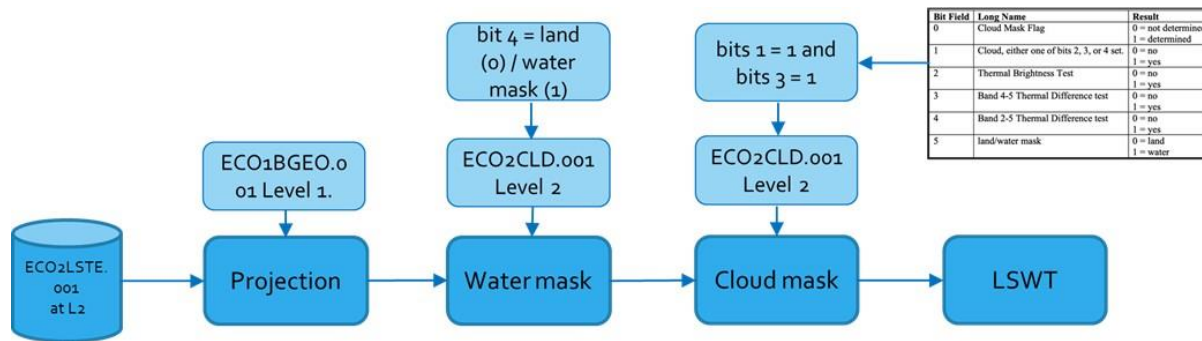 bit 4 = land
(0) / water
mask (1)
bits 1 = 1 and
bits 3 = 1
Bit Field Long Name Result
0 Cloud Mask Flag 0 = not determine
1 = determined
1 Cloud, either one of bits 2, 3, or 4 set. 0 = no
1 = yes
2 Thermal Brightness Test 0 = no
1 = yes
3 Band 4-5 Thermal Difference test 0 = no
1 = yes
4 Band 2-5 Thermal Difference test 0 = no
1 = yes
5 land/water mask 0 = land
1 = water
ECO1BGEO.0
01 Level 1.
ECO2CLD.001
Level 2
ECO2CLD.001
Level 2
ECO2LSTE.
001
at L2
Projection
Water mask
Cloud mask
LSWT